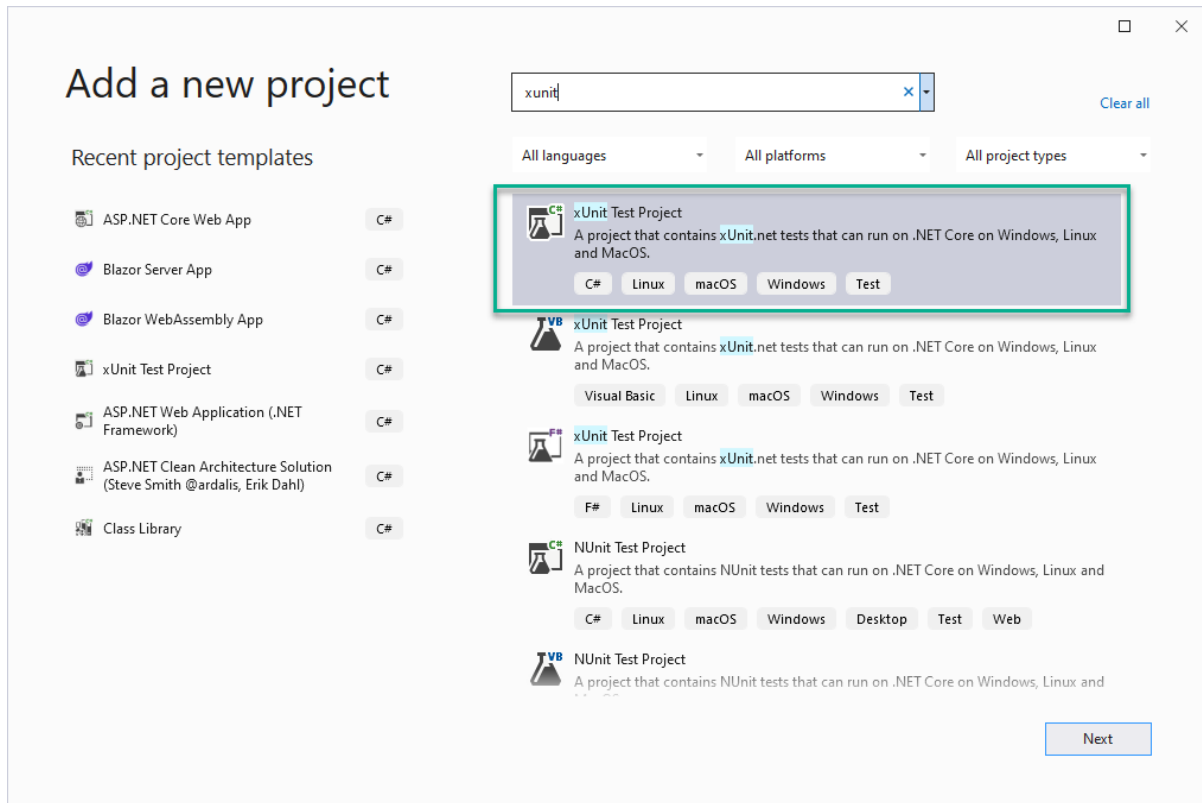 Add a new project
xunit
Clear all
Recent project templates
All languages
All platforms
All project types
ASP.NET Core Web App
C#
Blazor Server App
C#
Blazor WebAssembly App
C#
xUnit Test Project
C#
ASP.NET Web Application (.NET
Framework)
C#
ASP.NET Clean Architecture Solution
(Steve Smith @ardalis, Erik Dahl)
C#
Class Library
C#
C#
xUnit Test Project
A project that contains xUnit.net tests that can run on .NET Core on Windows, Linux
and MacOS.
C# Linux macOS Windows Test
VB
xUnit Test Project
A project that contains xUnit.net tests that can run on .NET Core on Windows, Linux
and MacOS.
Visual Basic Linux macOS Windows Test
F#
xUnit Test Project
A project that contains xUnit.net tests that can run on .NET Core on Windows, Linux
and MacOS.
F# Linux macOS Windows Test
C#
NUnit Test Project
A project that contains NUnit tests that can run on .NET Core on Windows, Linux and
MacOS.
C# Linux macOS Windows Desktop Test Web
VB
NUnit Test Project
A project that contains NUnit tests that can run on .NET Core on Windows, Linux and
Next